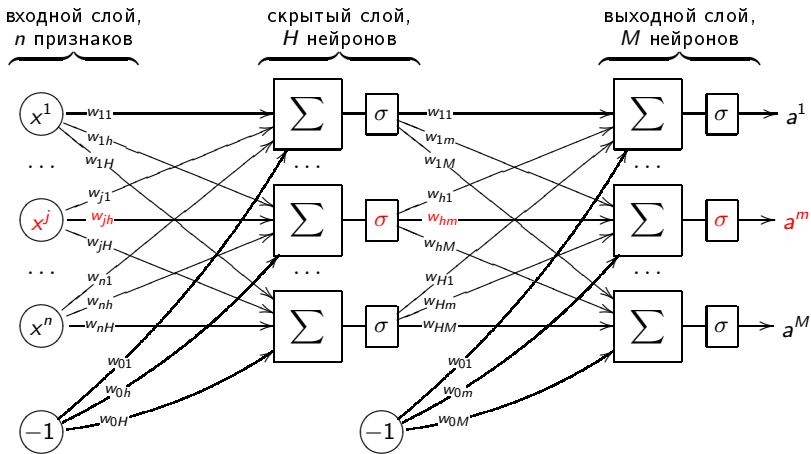 входной слой,
n признаков
скрытый слой,
H нейронов
выходной слой,
M нейронов
x¹ w₁₁ ∑ σ w₁₁ ∑ σ a¹
w₁ₕ w₁ₘ
w₁H w₁M
··· ··· ···
wⱼ₁ wₕ₁
xʲ wⱼₕ ∑ σ wₕₘ ∑ σ aᵐ
wⱼH wₕM
··· ··· ···
wₙ₁ wH₁
wₙₕ wHₘ
xⁿ wₙH ∑ σ wHM ∑ σ aᴹ
w₀₁ w₀₁
w₀ₕ w₀ₘ
w₀H w₀M
−1 −1